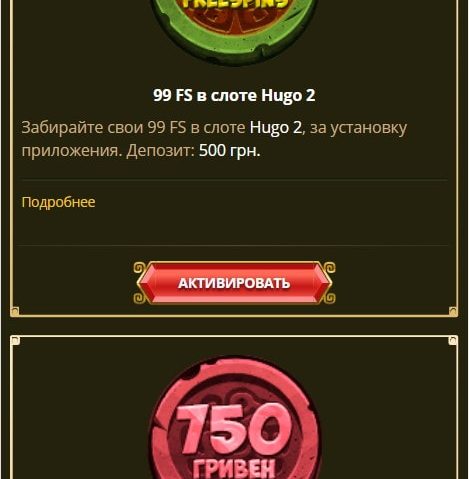 FREESPINS
99 FS в слоте Hugo 2
Забирайте свои 99 FS в слоте Hugo 2, за установку
приложения. Депозит: 500 грн.
Подробнее
АКТИВИРОВАТЬ
750
ГРИВЕН